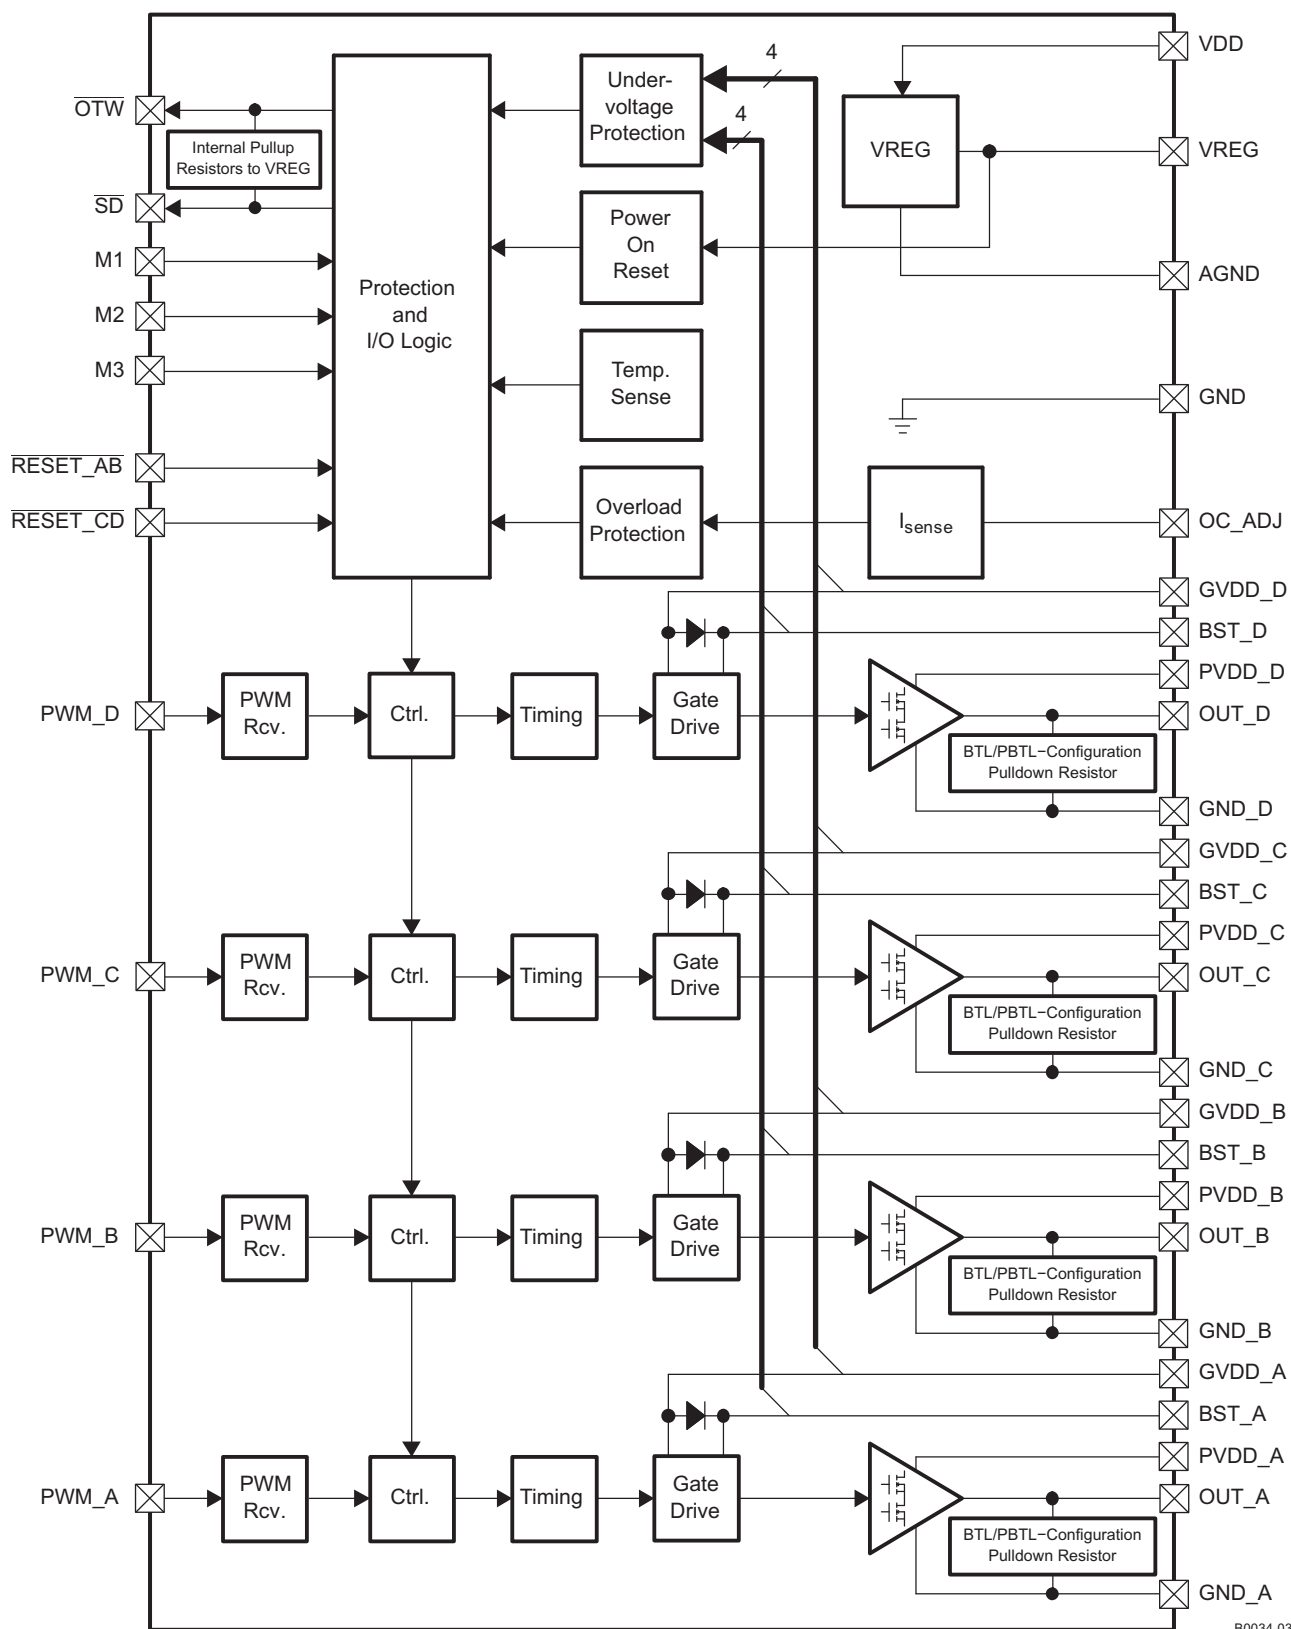 4
VDD
OTW
Under-
voltage
Protection
4
Internal Pullup
Resistors to VREG
VREG
VREG
SD
Power
On
Reset
M1
AGND
Protection
and
I/O Logic
M2
M3
Temp.
Sense
GND
RESET_AB
RESET_CD
Overload
Protection
Isense
OC_ADJ
GVDD_D
BST_D
PVDD_D
PWM_D
PWM
Rcv.
Ctrl.
Timing
Gate
Drive
OUT_D
BTL/PBTL−Configuration
Pulldown Resistor
GND_D
GVDD_C
BST_C
PVDD_C
PWM_C
PWM
Rcv.
Ctrl.
Timing
Gate
Drive
OUT_C
BTL/PBTL−Configuration
Pulldown Resistor
GND_C
GVDD_B
BST_B
PVDD_B
PWM_B
PWM
Rcv.
Ctrl.
Timing
Gate
Drive
OUT_B
BTL/PBTL−Configuration
Pulldown Resistor
GND_B
GVDD_A
BST_A
PVDD_A
PWM_A
PWM
Rcv.
Ctrl.
Timing
Gate
Drive
OUT_A
BTL/PBTL−Configuration
Pulldown Resistor
GND_A
B0034-03